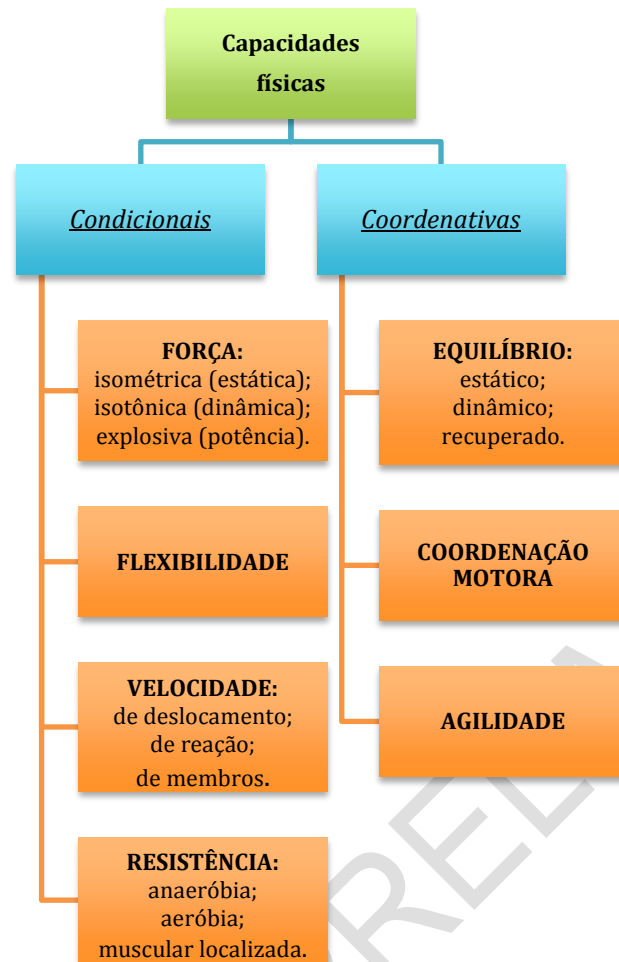 Capacidades
físicas
Condicionais
Coordenativas
FORÇA:
isométrica (estática);
isotônica (dinâmica);
explosiva (potência).
EQUILÍBRIO:
estático;
dinâmico;
recuperado.
FLEXIBILIDADE
COORDENAÇÃO
MOTORA
VELOCIDADE:
de deslocamento;
de reação;
de membros.
AGILIDADE
RESISTÊNCIA:
anaeróbia;
aeróbia;
muscular localizada.